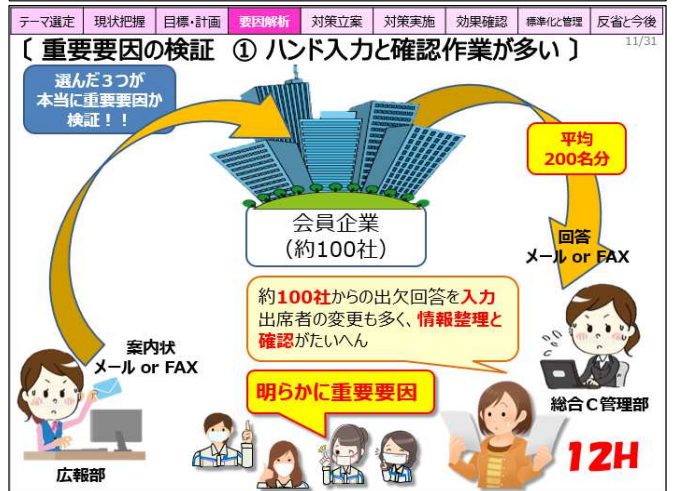 テーマ選定 現状把握 目標・計画 要因解析 対策立案 対策実施 効果確認 標準化と管理 反省と今後
〔 重要要因の検証 ① ハンド入力と確認作業が多い 〕
11/31
選んだ３つが
本当に重要要因か
検証！！
平均
200名分
会員企業
（約100社）
回答
メール or FAX
約100社からの出欠回答を入力
出席者の変更も多く、情報整理と
確認がたいへん
案内状
メール or FAX
明らかに重要要因
総合Ｃ管理部
12H
広報部